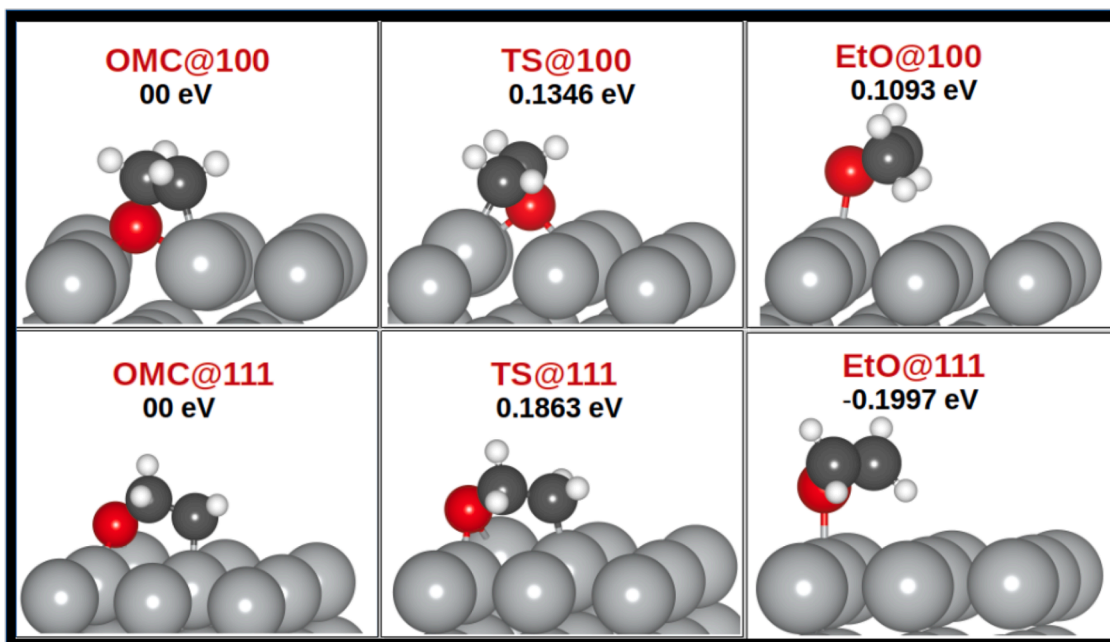 OMC@100
00 eV
TS@100
0.1346 eV
EtO@100
0.1093 eV
OMC@111
00 eV
TS@111
0.1863 eV
EtO@111
-0.1997 eV